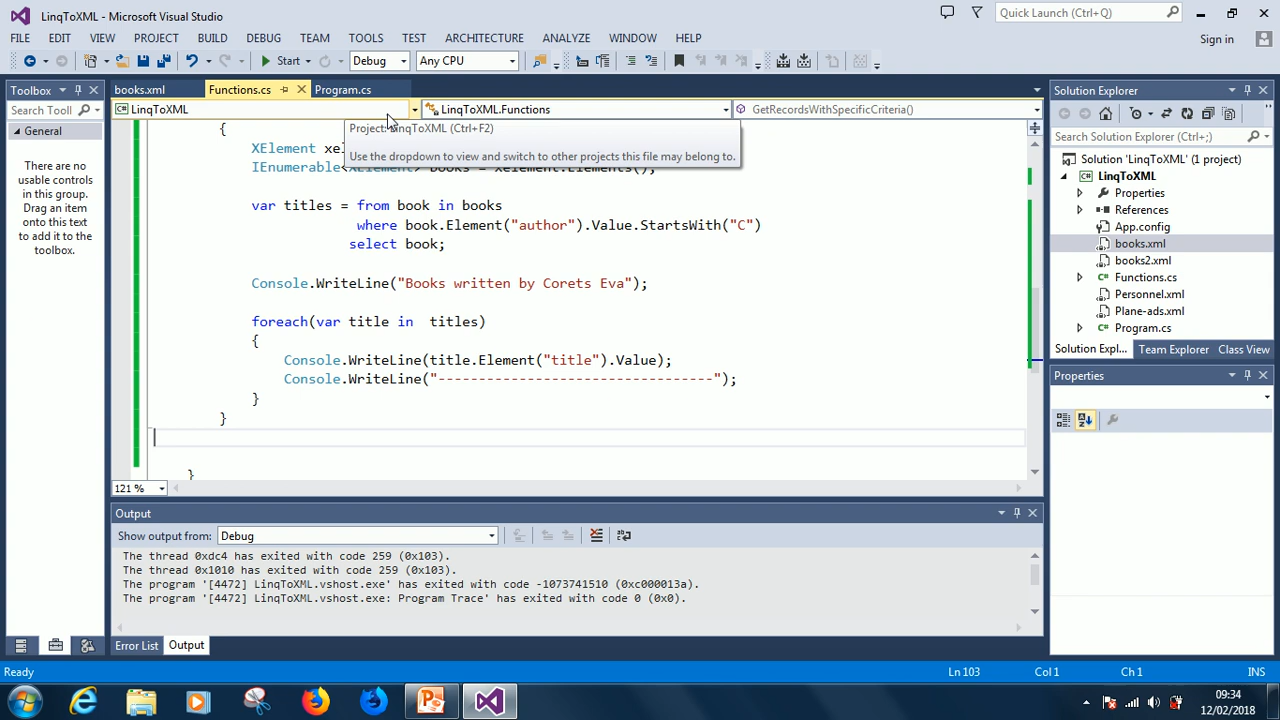 LinqToXML - Microsoft Visual Studio
Quick Launch (Ctrl+Q)
FILE EDIT VIEW PROJECT BUILD DEBUG TEAM TOOLS TEST ARCHITECTURE ANALYZE WINDOW HELP
Sign in
Start Debug Any CPU
Toolbox
Search Tool
General
There are no
usable controls
in this group.
Drag an item
onto this text
to add it to the
toolbox.
books.xml Functions.cs Program.cs
LinqToXML LinqToXML.Functions GetRecordsWithSpecificCriteria()
Project: LinqToXML (Ctrl+F2)
Use the dropdown to view and switch to other projects this file may belong to.
{
XElement xel
IEnumerable<XElement> books = xelement.Elements();
var titles = from book in books
where book.Element("author").Value.StartsWith("C")
select book;
Console.WriteLine("Books written by Corets Eva");
foreach(var title in  titles)
{
Console.WriteLine(title.Element("title").Value);
Console.WriteLine("----------------------------------");
}
}
}
121 %
Output
Show output from: Debug
The thread 0xdc4 has exited with code 259 (0x103).
The thread 0x1010 has exited with code 259 (0x103).
The program '[4472] LinqToXML.vshost.exe' has exited with code -1073741510 (0xc000013a).
The program '[4472] LinqToXML.vshost.exe: Program Trace' has exited with code 0 (0x0).
Error List Output
Solution Explorer
Search Solution Explorer (Ctrl+;)
Solution 'LinqToXML' (1 project)
LinqToXML
Properties
References
App.config
books.xml
books2.xml
Functions.cs
Personnel.xml
Plane-ads.xml
Program.cs
Solution Expl... Team Explorer Class View
Properties
Ready Ln 103 Col 1 Ch 1 INS
09:34
12/02/2018